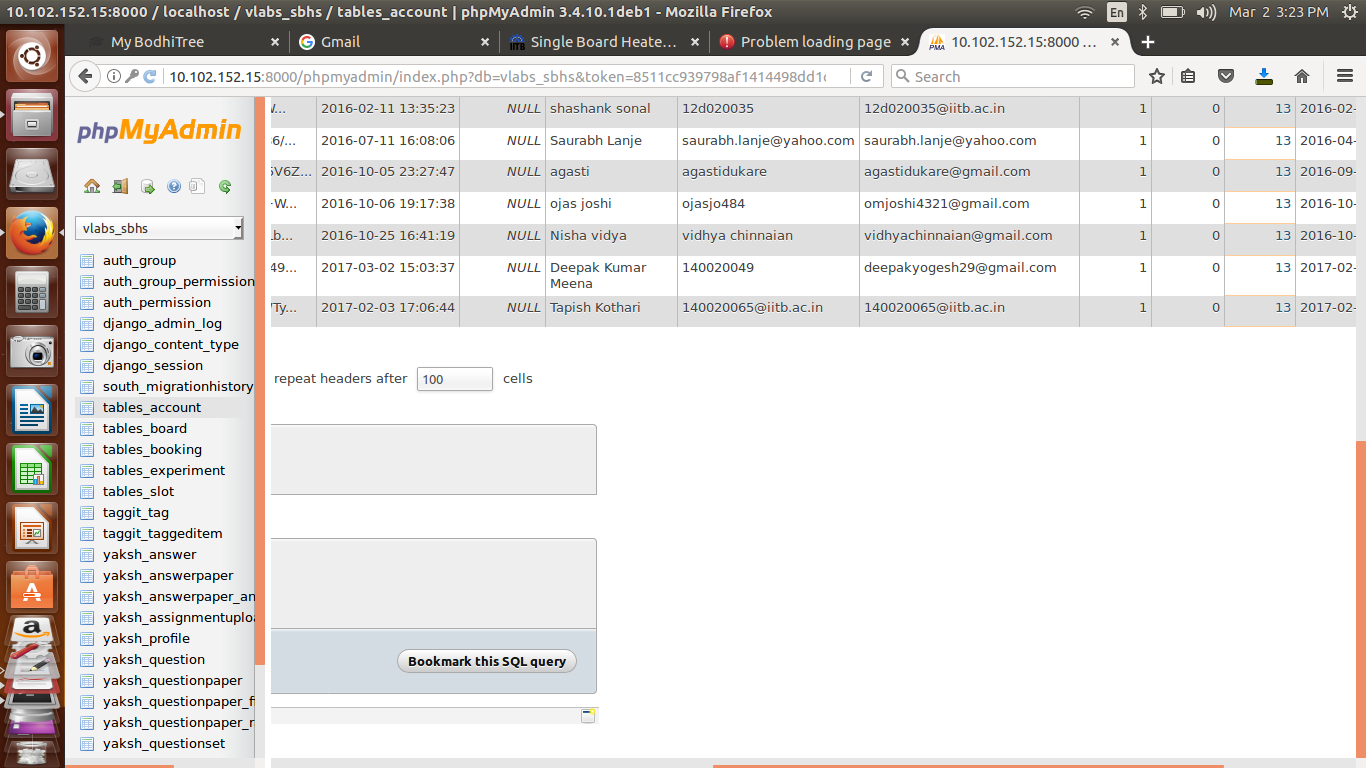 10.102.152.15:8000 / localhost / vlabs_sbhs / tables_account | phpMyAdmin 3.4.10.1deb1 - Mozilla Firefox En Mar 2 3:23 PM
My BodhiTree Gmail Single Board Heate... Problem loading page PMA 10.102.152.15:8000 ...
10.102.152.15:8000/phpmyadmin/index.php?db=vlabs_sbhs&token=8511cc939798af1414498dd1c Search
phpMyAdmin
vlabs_sbhs
auth_group
auth_group_permission
auth_permission
django_admin_log
django_content_type
django_session
south_migrationhistory
tables_account
tables_board
tables_booking
tables_experiment
tables_slot
taggit_tag
taggit_taggeditem
yaksh_answer
yaksh_answerpaper
yaksh_answerpaper_an
yaksh_assignmentuploa
yaksh_profile
yaksh_question
yaksh_questionpaper
yaksh_questionpaper_fi
yaksh_questionpaper_r
yaksh_questionset
W... 2016-02-11 13:35:23 NULL shashank sonal 12d020035 12d020035@iitb.ac.in 1 0 13 2016-02-
6/... 2016-07-11 16:08:06 NULL Saurabh Lanje saurabh.lanje@yahoo.com saurabh.lanje@yahoo.com 1 0 13 2016-04-
5V6Z... 2016-10-05 23:27:47 NULL agasti agastidukare agastidukare@gmail.com 1 0 13 2016-09-
W... 2016-10-06 19:17:38 NULL ojas joshi ojasjo484 omjoshi4321@gmail.com 1 0 13 2016-10-
b... 2016-10-25 16:41:19 NULL Nisha vidya vidhya chinnaian vidhyachinnaian@gmail.com 1 0 13 2016-10-
49... 2017-03-02 15:03:37 NULL Deepak Kumar 140020049 deepakyogesh29@gmail.com 1 0 13 2017-02-
Meena
Ty... 2017-02-03 17:06:44 NULL Tapish Kothari 140020065@iitb.ac.in 140020065@iitb.ac.in 1 0 13 2017-02-
repeat headers after 100 cells
Bookmark this SQL query